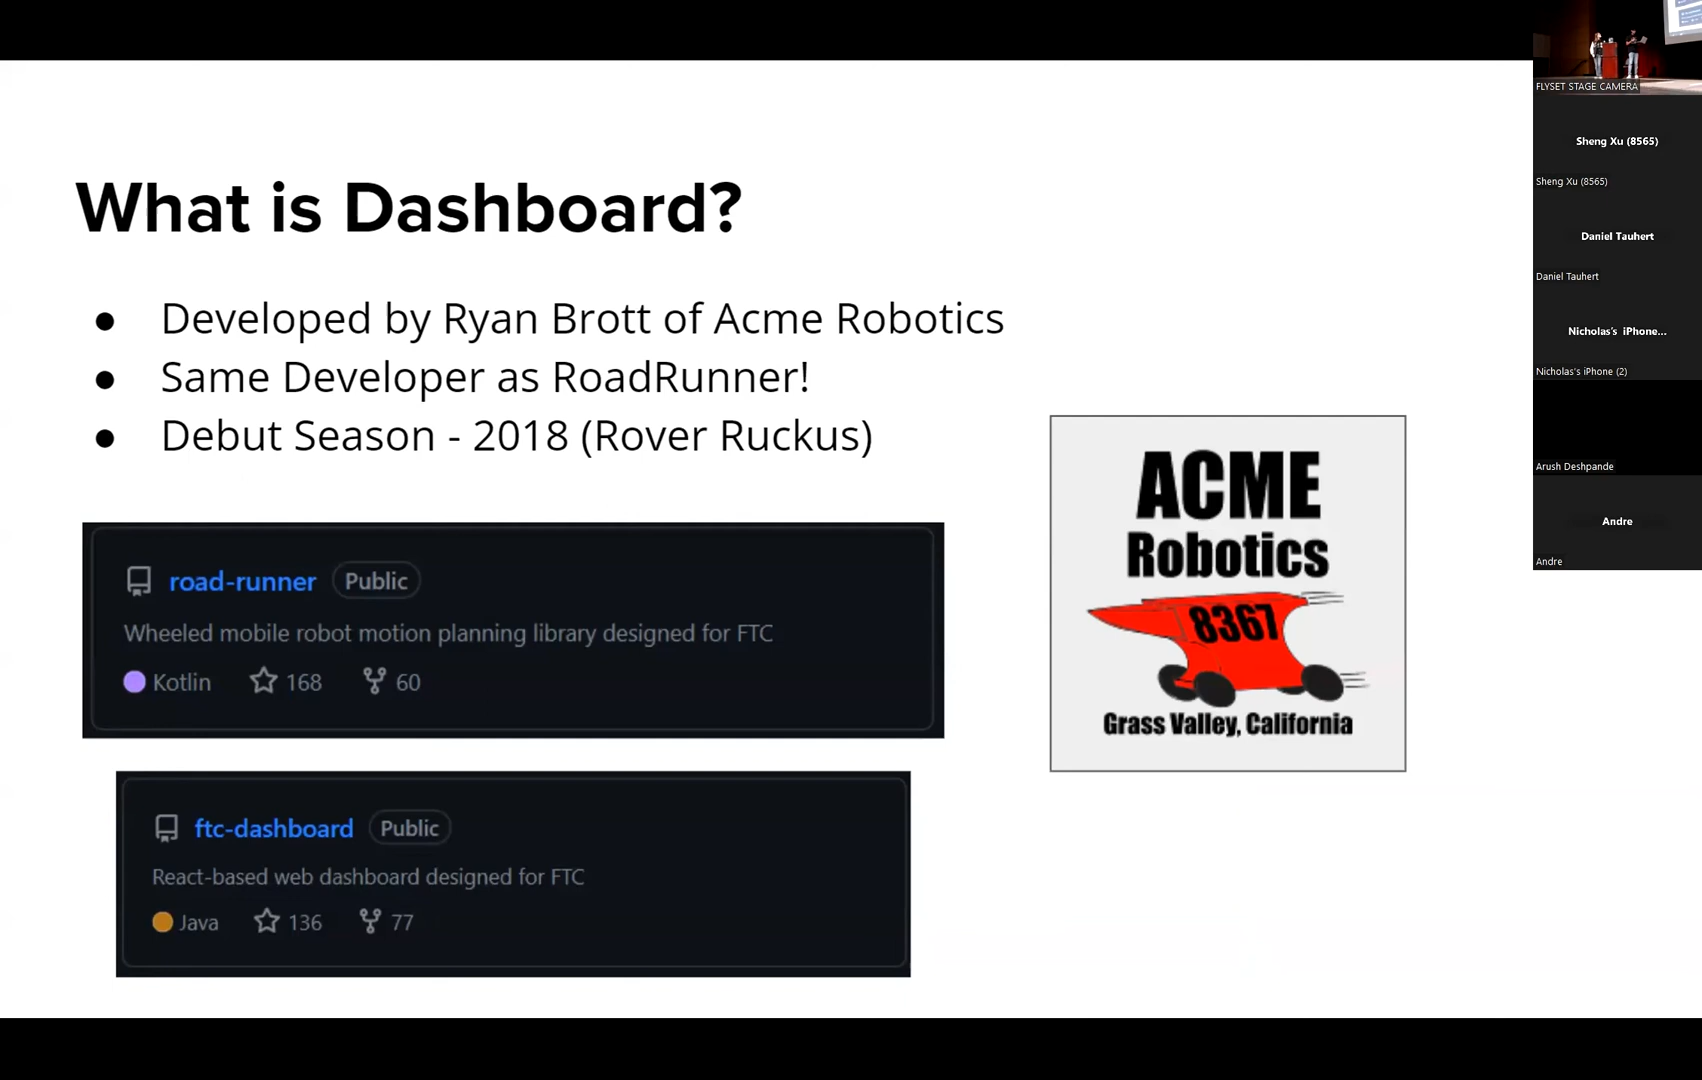 What is Dashboard?
● Developed by Ryan Brott of Acme Robotics
● Same Developer as RoadRunner!
● Debut Season - 2018 (Rover Ruckus)
road-runner Public
Wheeled mobile robot motion planning library designed for FTC
Kotlin 168 60
ftc-dashboard Public
React-based web dashboard designed for FTC
Java 136 77
ACME
Robotics
8367
Grass Valley, California
FLYSET STAGE CAMERA
Sheng Xu (8565)
Sheng Xu (8565)
Daniel Tauhert
Daniel Tauhert
Nicholas's iPhone...
Nicholas's iPhone (2)
Arush Deshpande
Andre
Andre